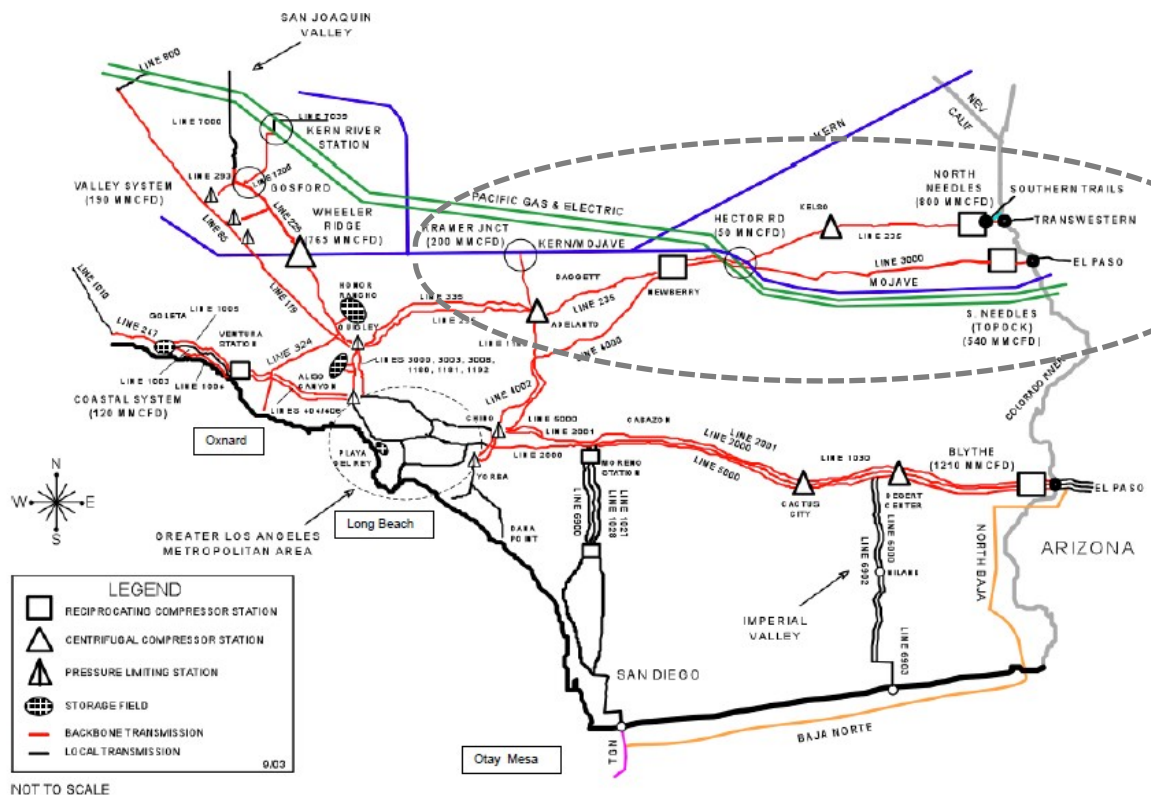 SAN JOAQUIN
VALLEY
LINE 800
LINE 7000
LINE 7039
KERN RIVER
STATION
LINE 293
LINE 1200
GOSFORD
VALLEY SYSTEM
(190 MMCFD)
LINE 225
LINE 85
WHEELER
RIDGE
(765 MMCFD)
KERN
NEV
CALIF
PACIFIC GAS & ELECTRIC
KRAMER JNCT
(200 MMCFD)
KERN/MOJAVE
HECTOR RD
(50 MMCFD)
KELSO
LINE 235
NORTH
NEEDLES
(800 MMCFD)
SOUTHERN TRAILS
TRANSWESTERN
LINE 3000
EL PASO
MOJAVE
S. NEEDLES
(TOPOCK)
(540 MMCFD)
DAGGETT
NEWBERRY
LINE 235
LINE 335
ADELANTO
LINE 4000
LINE 4002
LINE 1010
LINE 247
GOLETA
LINE 1005
VENTURA
STATION
LINE 1003
LINE 1004
COASTAL SYSTEM
(120 MMCFD)
LINE 324
LINE 119
HONOR
RANCHO
QUIGLEY
LINES 3000, 3003, 3008,
1180, 1181, 1192
ALISO
CANYON
LINES 404/406
CHINO
LINE 5000
LINE 2001
LINE 2000
CABAZON
LINE 2001
LINE 2000
LINE 5000
LINE 1030
BLYTHE
(1210 MMCFD)
EL PASO
COLORADO RIVER
Oxnard
PLAYA
DEL REY
YORBA
MORENO
STATION
CACTUS
CITY
DESERT
CENTER
LINE 6900
LINE 1027
LINE 1028
DANA
POINT
Long Beach
GREATER LOS ANGELES
METROPOLITAN AREA
N
W
E
S
LINE 6000
LINE 6902
NILAND
IMPERIAL
VALLEY
LINE 6903
NORTH BAJA
ARIZONA
SAN DIEGO
BAJA NORTE
TGN
Otay Mesa
LEGEND
RECIPROCATING COMPRESSOR STATION
CENTRIFUGAL COMPRESSOR STATION
PRESSURE LIMITING STATION
STORAGE FIELD
BACKBONE TRANSMISSION
LOCAL TRANSMISSION
9/03
NOT TO SCALE